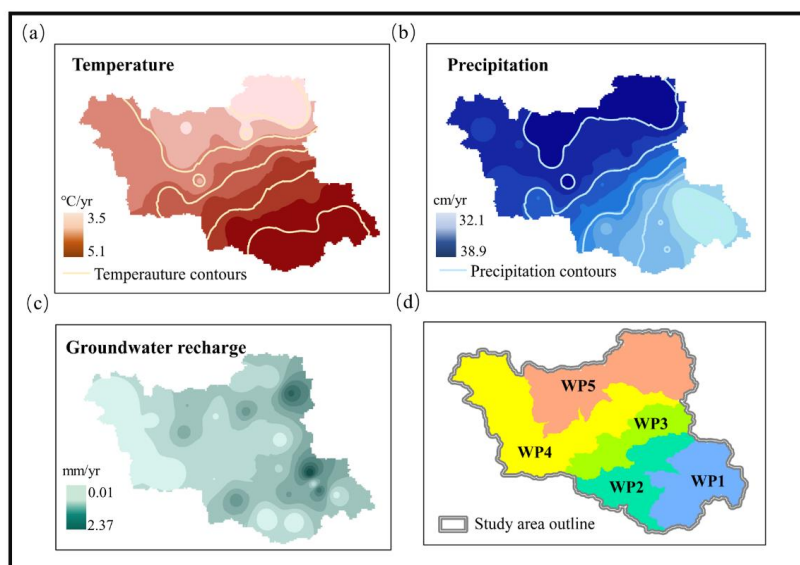 (a)
Temperature
°C/yr
3.5
5.1
Temperauture contours
(b)
Precipitation
cm/yr
32.1
38.9
Precipitation contours
(c)
Groundwater recharge
mm/yr
0.01
2.37
(d)
WP5
WP3
WP4
WP1
WP2
Study area outline